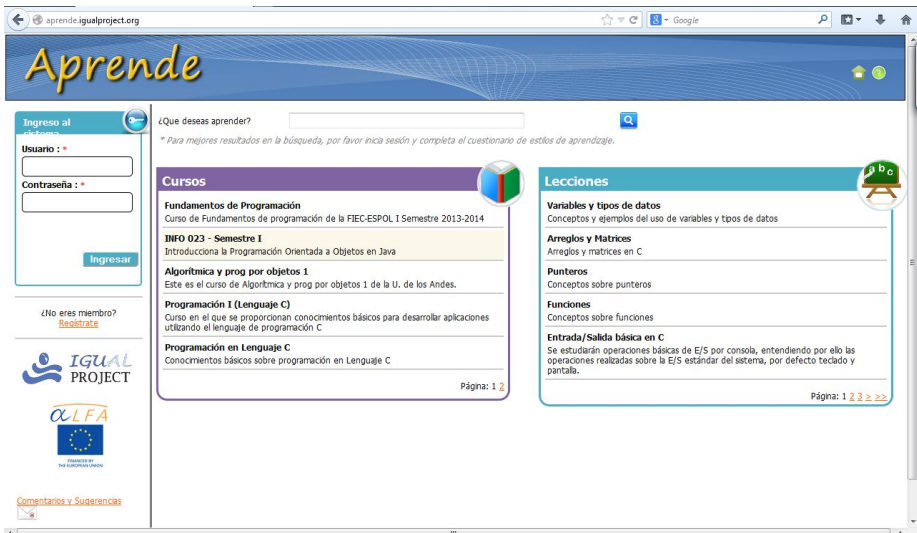 aprende.igualproject.org
Google
Aprende
Ingreso al
sistema
Usuario : *
Contraseña : *
Ingresar
¿No eres miembro?
Regístrate
IGUAL
PROJECT
αLFA
FINANCED BY
THE EUROPEAN UNION
Comentarios y Sugerencias
¿Que deseas aprender?
* Para mejores resultados en la búsqueda, por favor inicia sesión y completa el cuestionario de estilos de aprendizaje.
Cursos
Fundamentos de Programación
Curso de Fundamentos de programación de la FIEC-ESPOL I Semestre 2013-2014
INFO 023 - Semestre I
Introducciona la Programación Orientada a Objetos en Java
Algorítmica y prog por objetos 1
Este es el curso de Algorítmica y prog por objetos 1 de la U. de los Andes.
Programación I (Lenguaje C)
Curso en el que se proporcionan conocimientos básicos para desarrollar aplicaciones
utilizando el lenguaje de programación C
Programación en Lenguaje C
Conocimientos básicos sobre programación en Lenguaje C
Página: 1 2
Lecciones
abc
Variables y tipos de datos
Conceptos y ejemplos del uso de variables y tipos de datos
Arreglos y Matrices
Arreglos y matrices en C
Punteros
Conceptos sobre punteros
Funciones
Conceptos sobre funciones
Entrada/Salida básica en C
Se estudiarán operaciones básicas de E/S por consola, entendiendo por ello las
operaciones realizadas sobre la E/S estándar del sistema, por defecto teclado y
pantalla.
Página: 1 2 3 > >>